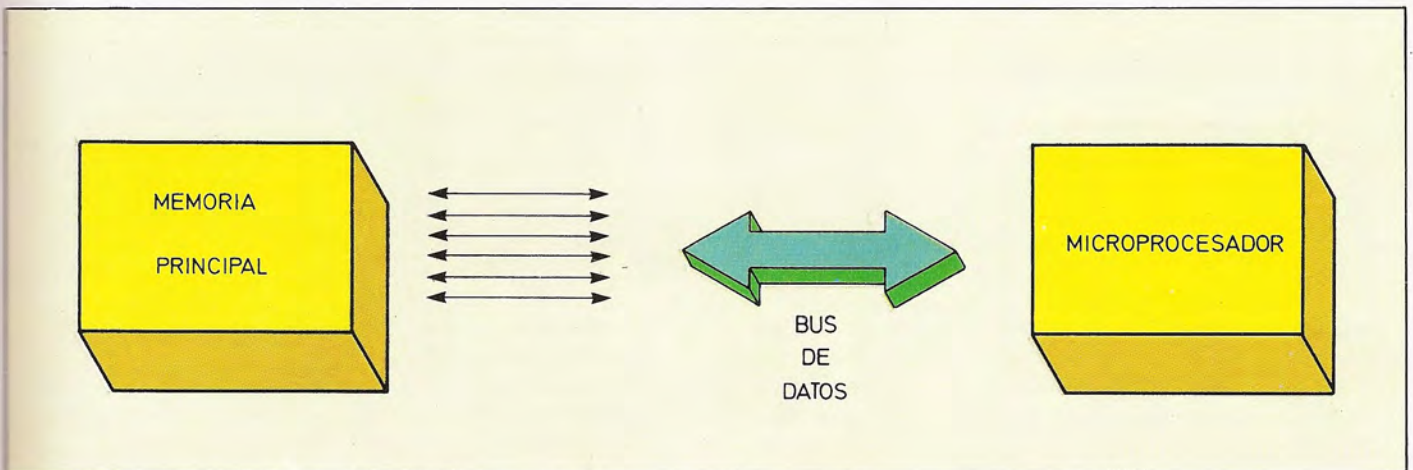 MEMORIA
PRINCIPAL
BUS
DE
DATOS
MICROPROCESADOR